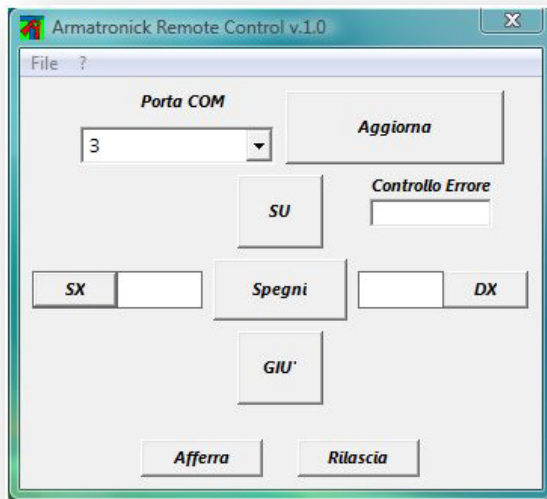 Armatronick Remote Control v.1.0
File ?
Porta COM
Aggiorna
3
Controllo Errore
SU
SX
Spegni
DX
GIU'
Afferra
Rilascia